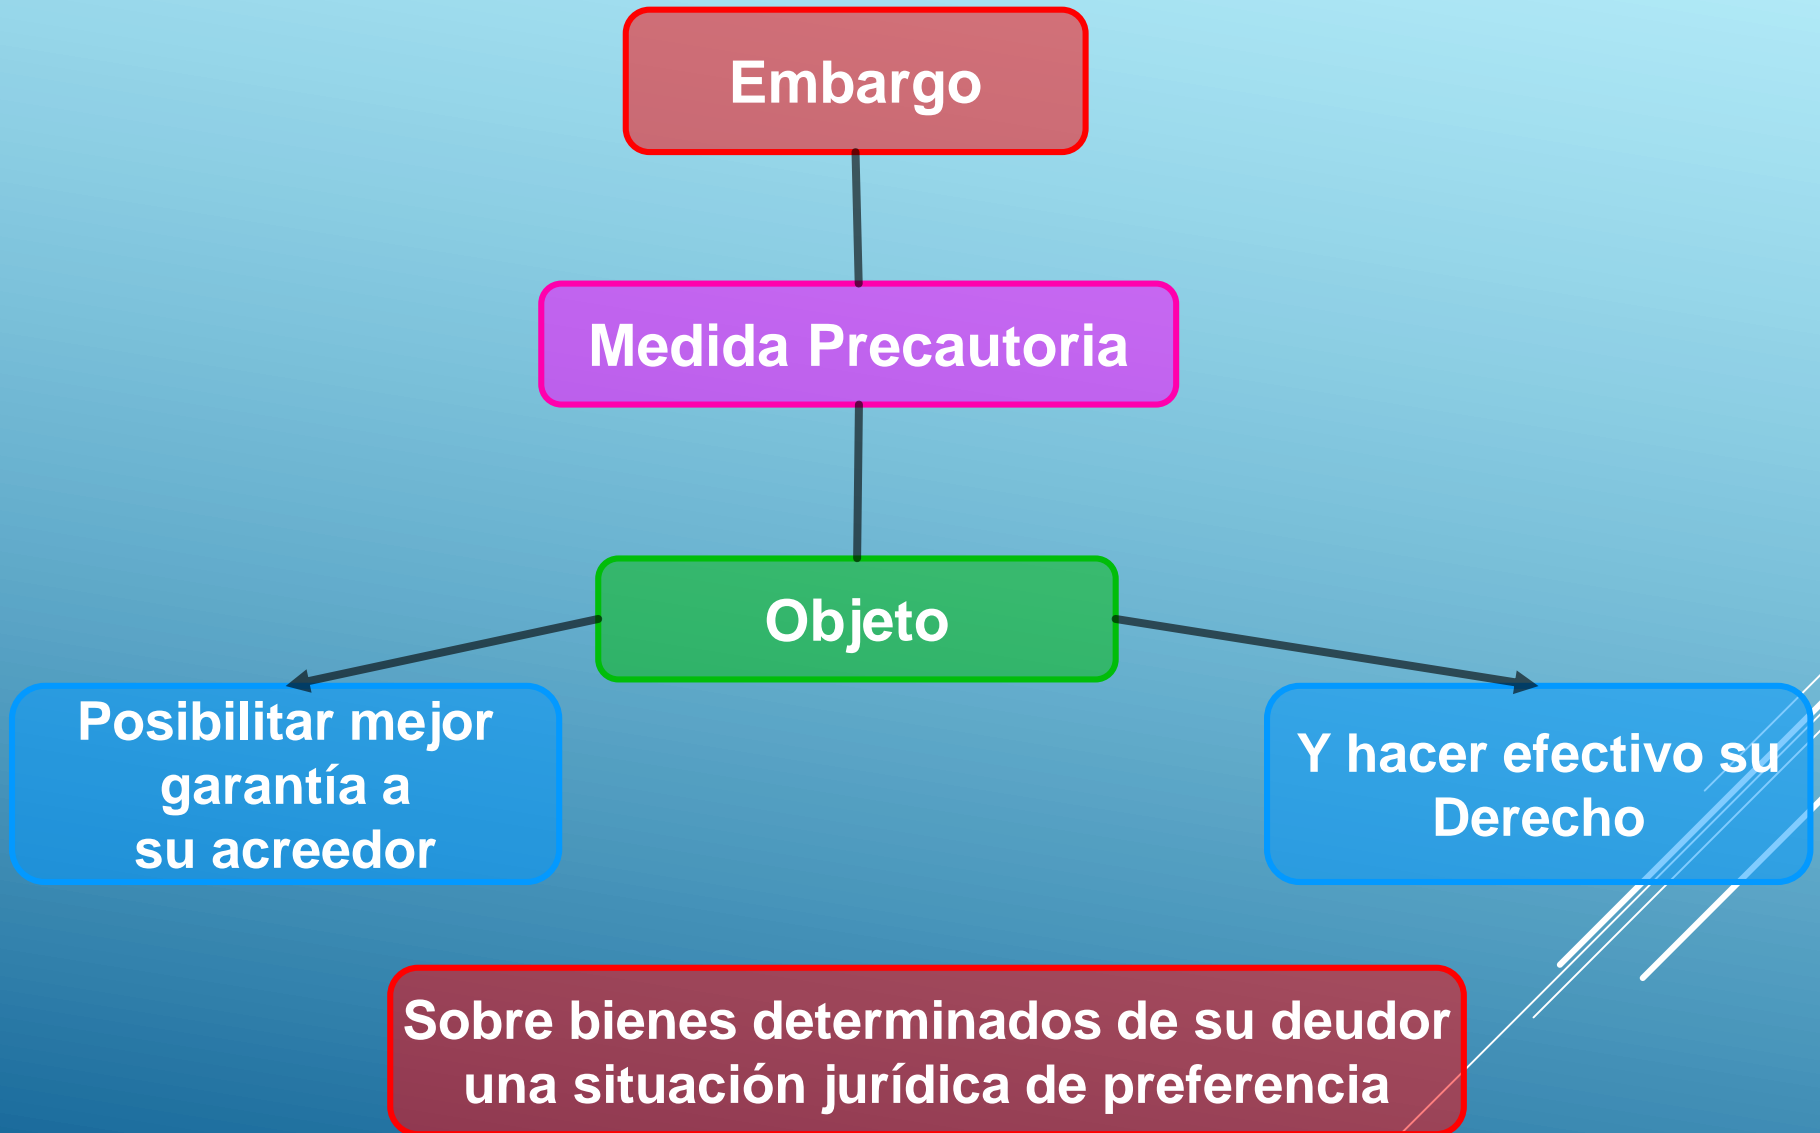 Embargo
Medida Precautoria
Objeto
Posibilitar mejor
garantía a
su acreedor
Y hacer efectivo su
Derecho
Sobre bienes determinados de su deudor
una situación jurídica de preferencia